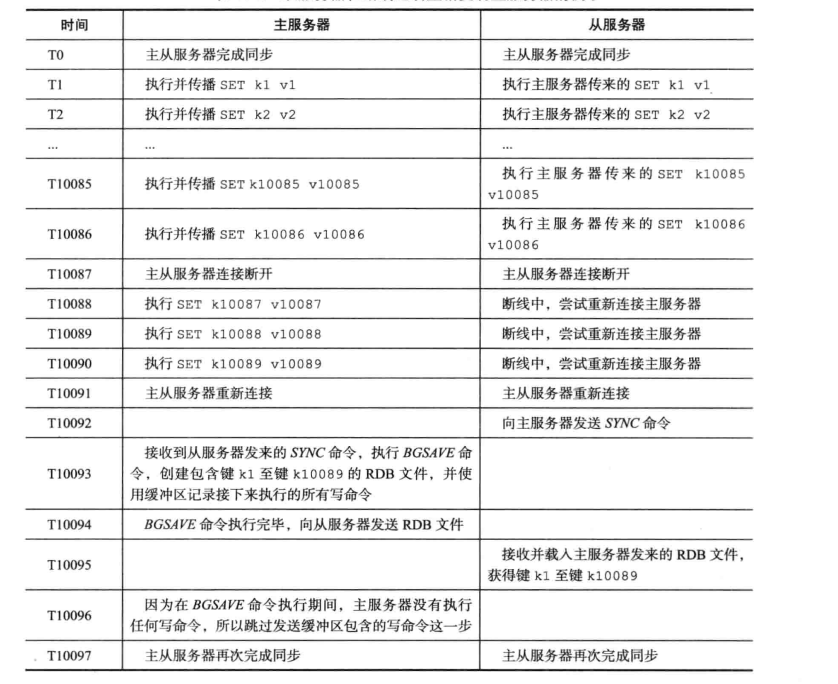 时间 主服务器 从服务器
T0 主从服务器完成同步 主从服务器完成同步
T1 执行并传播 SET k1 v1 执行主服务器传来的 SET k1 v1
T2 执行并传播 SET k2 v2 执行主服务器传来的 SET k2 v2
... ... ...
T10085 执行并传播 SET k10085 v10085 执行主服务器传来的 SET k10085
v10085
T10086 执行并传播 SET k10086 v10086 执行主服务器传来的 SET k10086
v10086
T10087 主从服务器连接断开 主从服务器连接断开
T10088 执行 SET k10087 v10087 断线中，尝试重新连接主服务器
T10089 执行 SET k10088 v10088 断线中，尝试重新连接主服务器
T10090 执行 SET k10089 v10089 断线中，尝试重新连接主服务器
T10091 主从服务器重新连接 主从服务器重新连接
T10092 向主服务器发送 SYNC 命令
T10093 接收到从服务器发来的 SYNC 命令，执行 BGSAVE 命
令，创建包含键 k1 至键 k10089 的 RDB 文件，并使
用缓冲区记录接下来执行的所有写命令
T10094 BGSAVE 命令执行完毕，向从服务器发送 RDB 文件
T10095 接收并载入主服务器发来的 RDB 文件，
获得键 k1 至键 k10089
T10096 因为在 BGSAVE 命令执行期间，主服务器没有执行
任何写命令，所以跳过发送缓冲区包含的写命令这一步
T10097 主从服务器再次完成同步 主从服务器再次完成同步